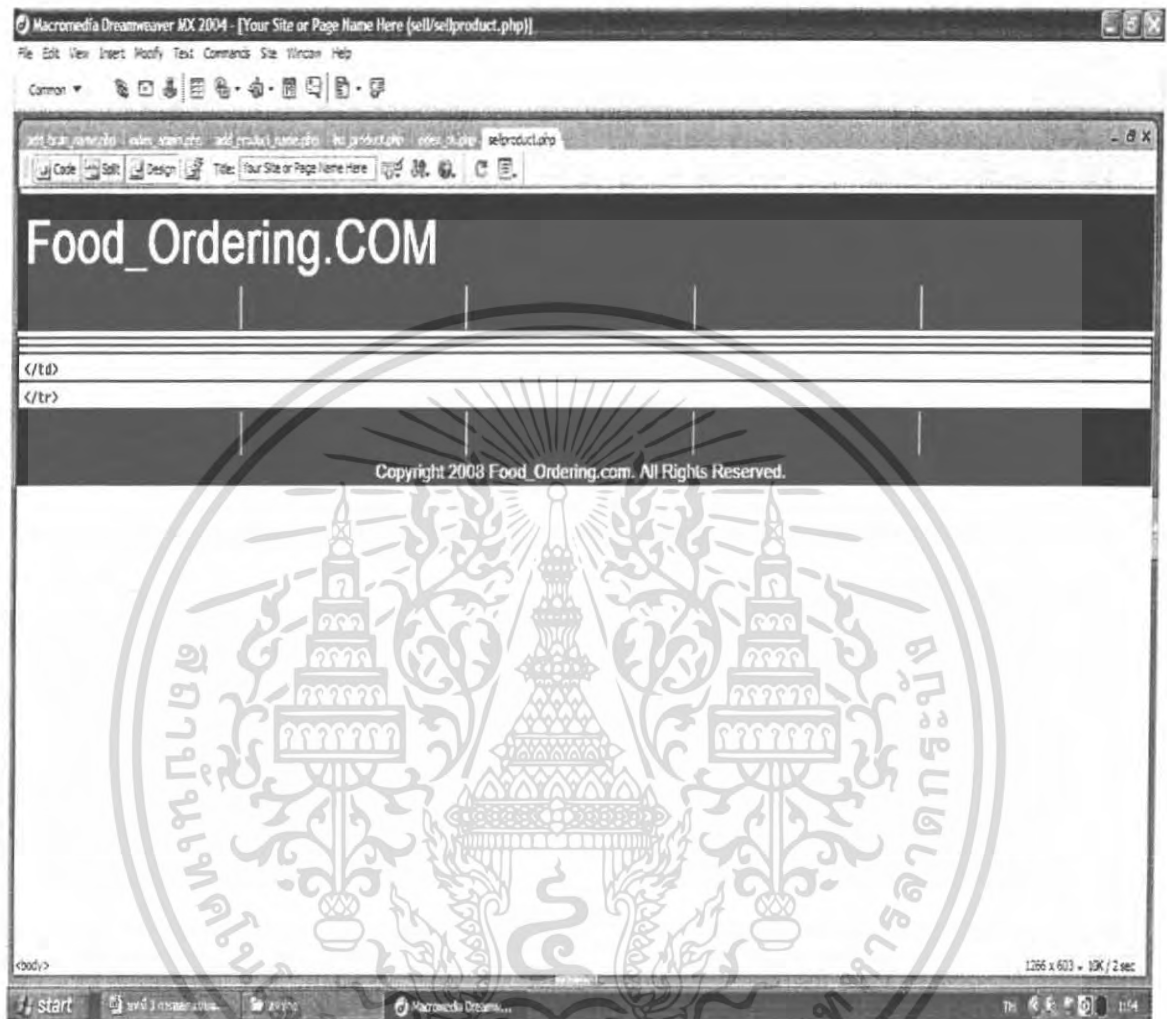 Macromedia Dreamweaver MX 2004 - [Your Site or Page Name Here (sell/sellproduct.php)]
File Edit View Insert Modify Text Commands Site Window Help
Common
sellproduct.php
Code Split Design Title: Your Site or Page Name Here
Food_Ordering.COM
</td>
</tr>
Copyright 2008 Food_Ordering.com. All Rights Reserved.
<body>
1266 x 603 10K / 2 sec
start
Macromedia Dreamw...
TH